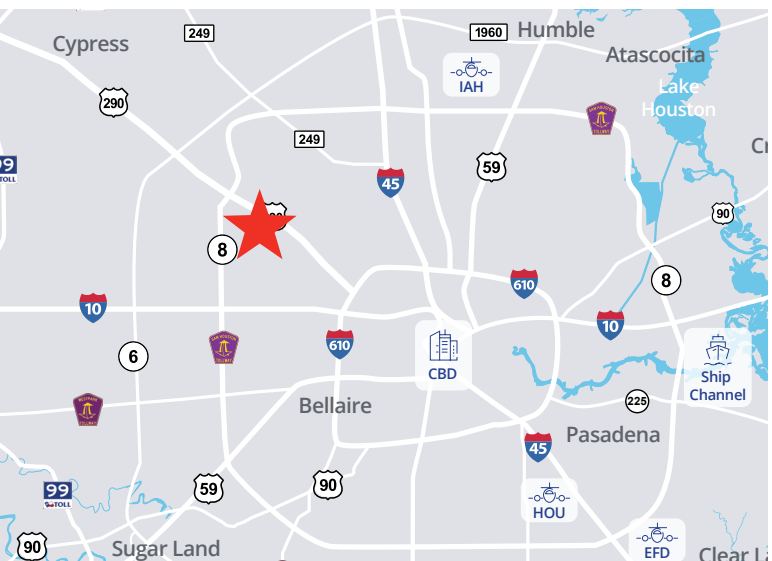 249
1960
Humble
Cypress
Atascocita
IAH
Lake
Houston
290
249
99
TOLL
59
45
90
8
8
610
10
10
610
6
CBD
Ship
Channel
Bellaire
225
Pasadena
45
59
90
99
TOLL
HOU
90
Sugar Land
EFD
Clear L